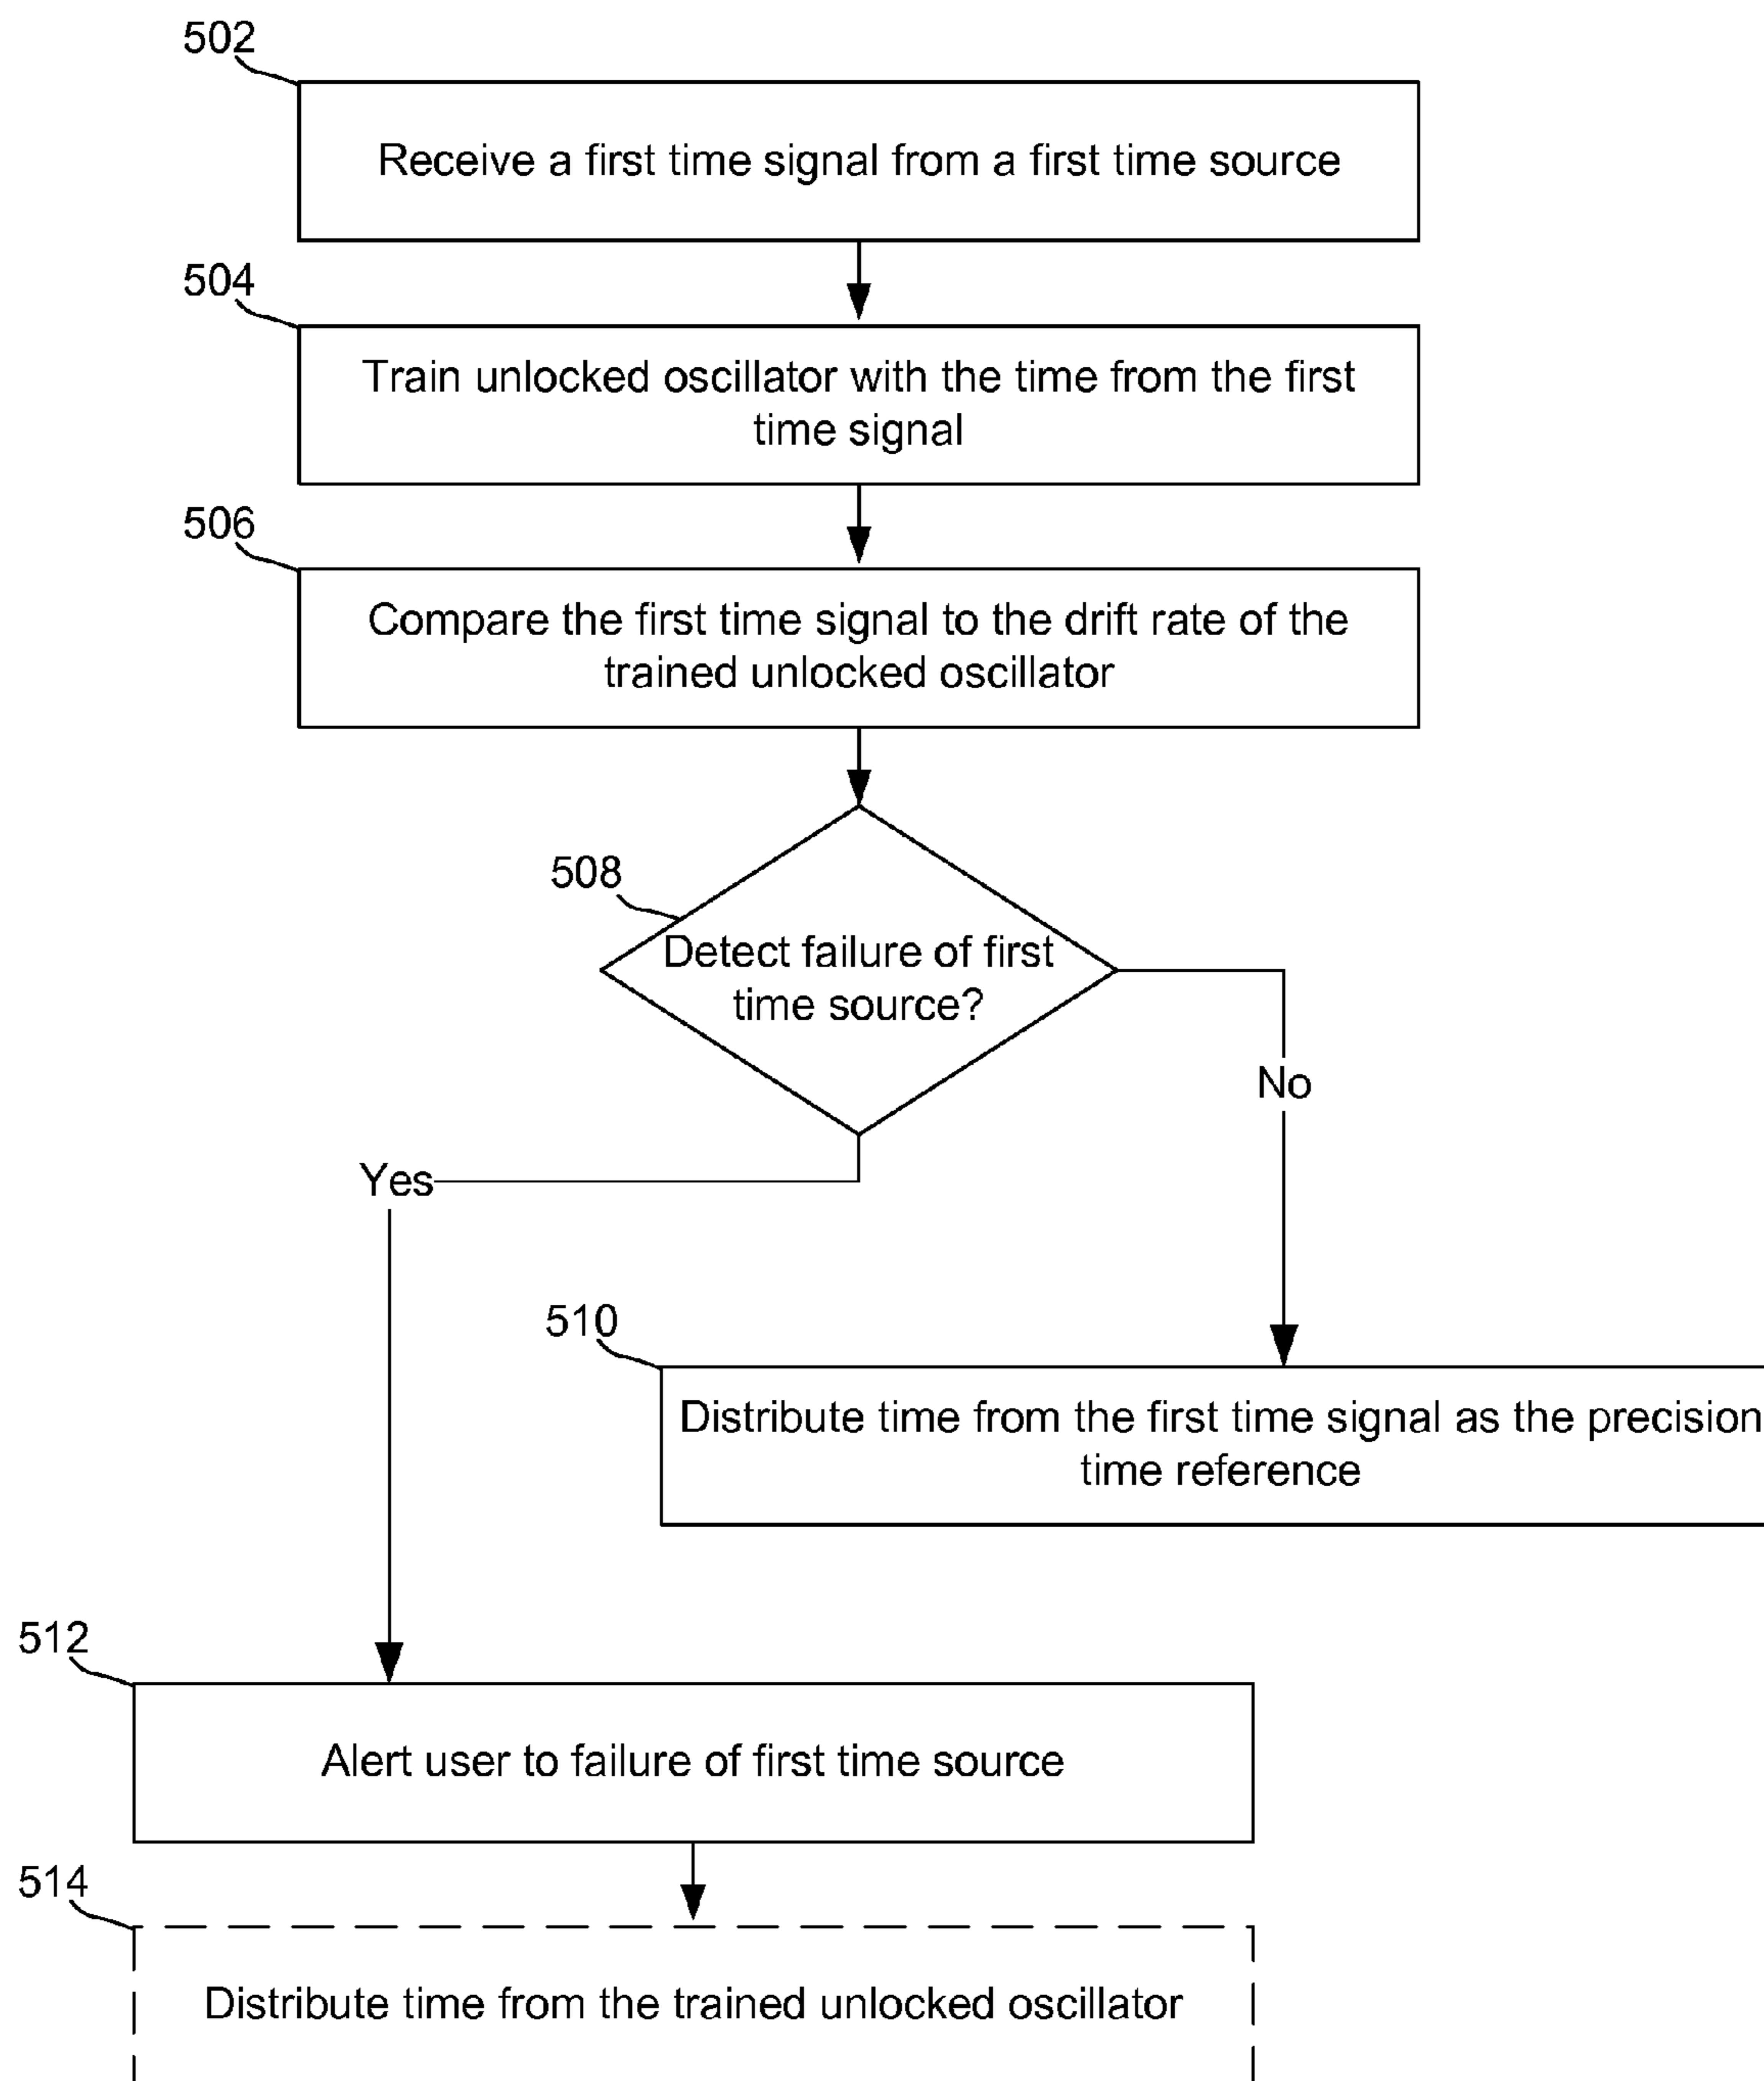 502
Receive a first time signal from a first time source
504
Train unlocked oscillator with the time from the first
time signal
506
Compare the first time signal to the drift rate of the
trained unlocked oscillator
508
Detect failure of first
time source?
No
Yes
510
Distribute time from the first time signal as the precision
time reference
512
Alert user to failure of first time source
514
Distribute time from the trained unlocked oscillator